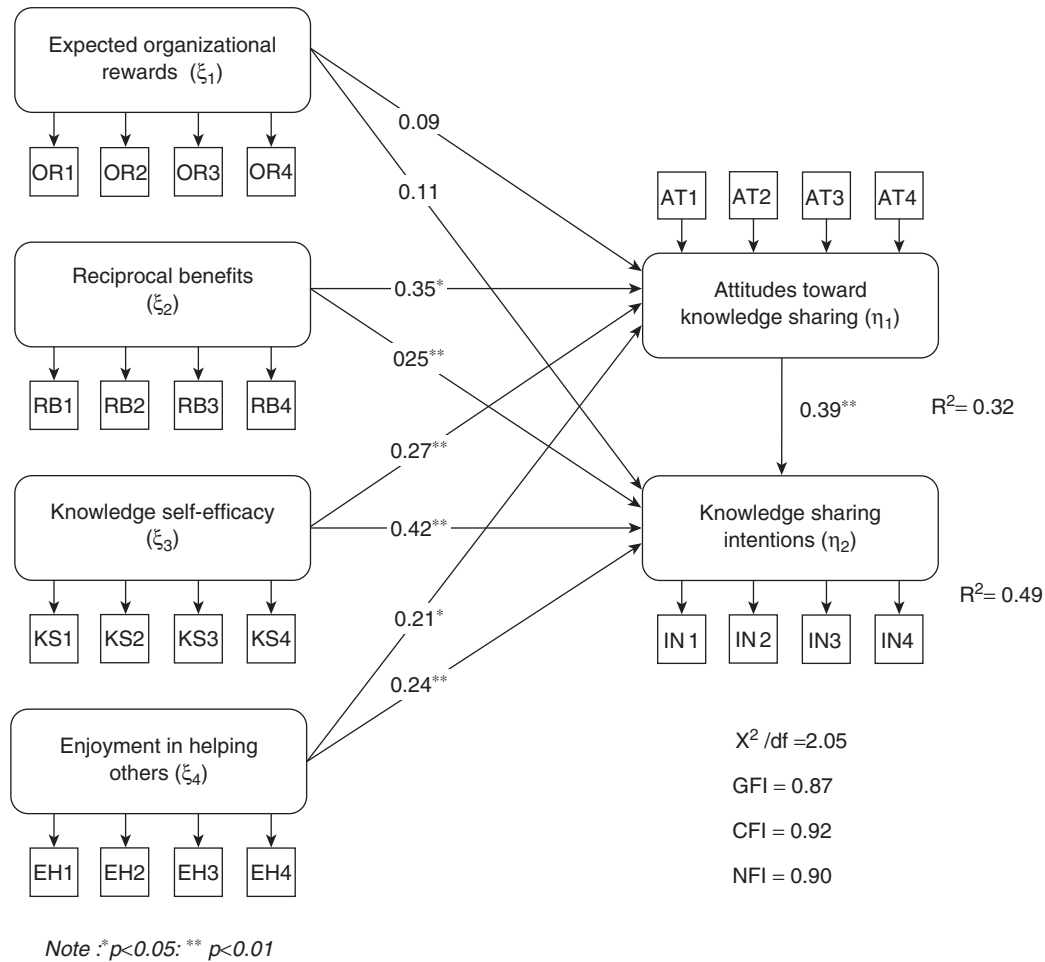 Expected organizational
rewards (ξ1)
OR1 OR2 OR3 OR4
Reciprocal benefits
(ξ2)
RB1 RB2 RB3 RB4
Knowledge self-efficacy
(ξ3)
KS1 KS2 KS3 KS4
Enjoyment in helping
others (ξ4)
EH1 EH2 EH3 EH4
0.09
0.11
0.35*
025**
0.27**
0.42**
0.21*
0.24**
AT1 AT2 AT3 AT4
Attitudes toward
knowledge sharing (η1)
0.39**
R²= 0.32
Knowledge sharing
intentions (η2)
R²= 0.49
IN1 IN2 IN3 IN4
X² /df =2.05
GFI = 0.87
CFI = 0.92
NFI = 0.90
Note :*p<0.05: ** p<0.01